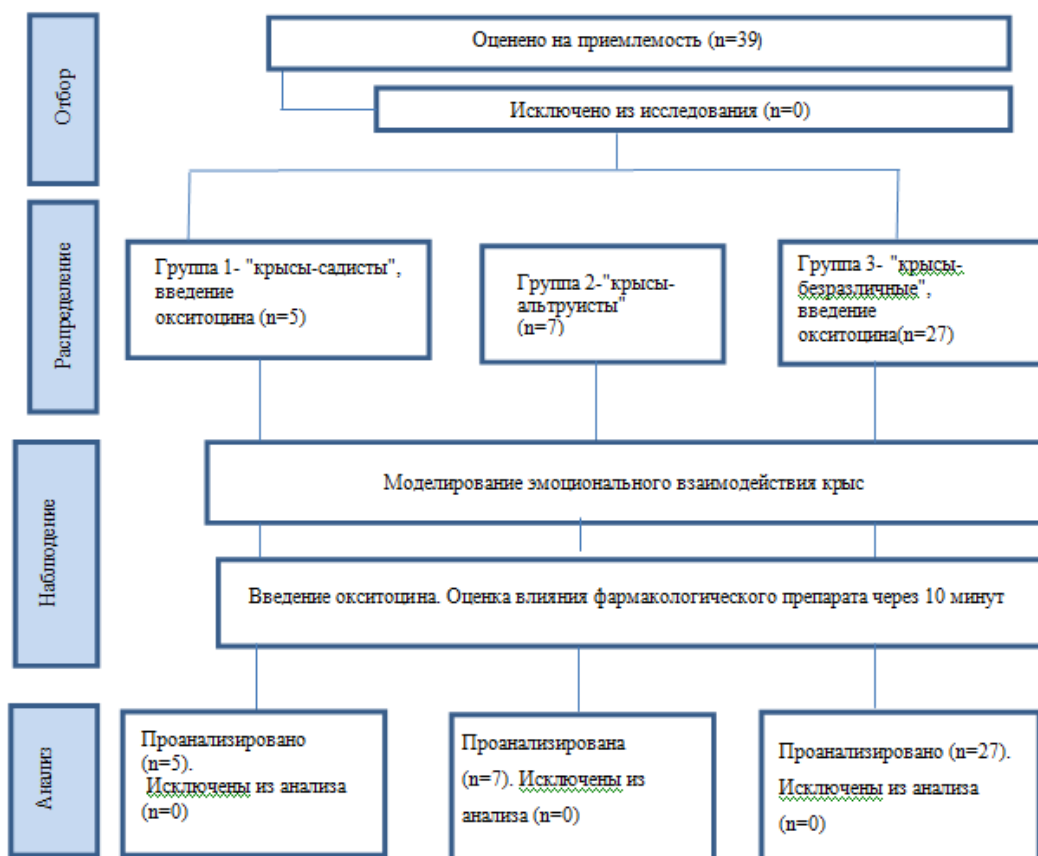 Отбор
Оценено на приемлемость (n=39)
Исключено из исследования (n=0)
Распределение
Группа 1- "крысы-садисты",
введение
окситоцина (n=5)
Группа 2-"крысы-
альтруисты"
(n=7)
Группа 3- "крысы-
безразличные",
введение
окситоцина(n=27)
Наблюдение
Моделирование эмоционального взаимодействия крыс
Введение окситоцина. Оценка влияния фармакологического препарата через 10 минут
Анализ
Проанализировано
(n=5).
Исключены из анализа
(n=0)
Проанализирована
(n=7). Исключены из
анализа (n=0)
Проанализировано (n=27).
Исключены из анализа
(n=0)